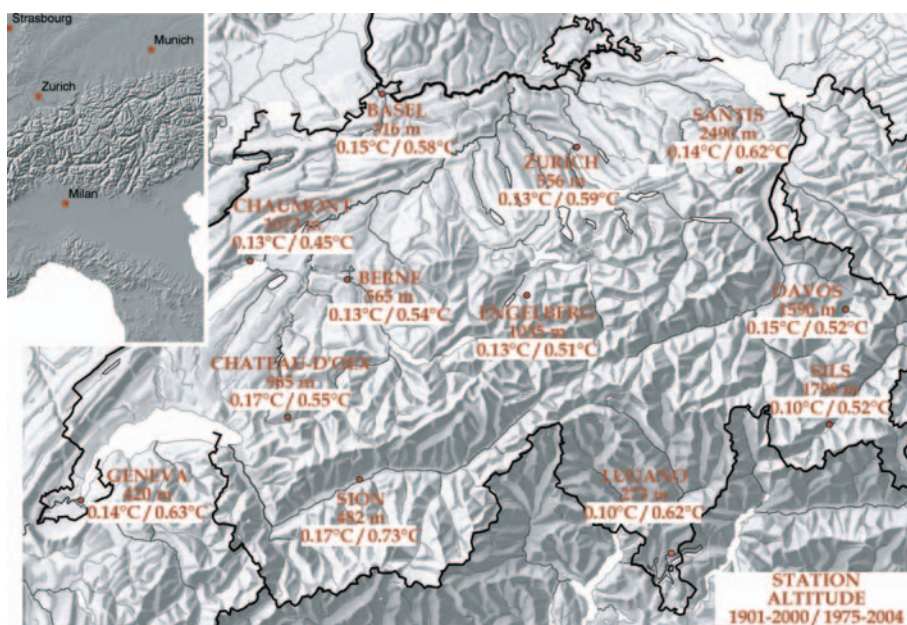 Strasbourg
Munich
Zurich
Milan
BASEL
316 m
0.15°C / 0.58°C
SANTIS
2490 m
0.14°C / 0.62°C
ZURICH
556 m
0.13°C / 0.59°C
CHAUMONT
1073 m
0.13°C / 0.45°C
BERNE
565 m
0.13°C / 0.54°C
ENGELBERG
1035 m
0.13°C / 0.51°C
DAVOS
1590 m
0.15°C / 0.52°C
CHATEAU-D'OEX
985 m
0.17°C / 0.55°C
SILS
1798 m
0.10°C / 0.52°C
GENEVA
420 m
0.14°C / 0.63°C
SION
482 m
0.17°C / 0.73°C
LUGANO
273 m
0.10°C / 0.62°C
STATION
ALTITUDE
1901-2000 / 1975-2004